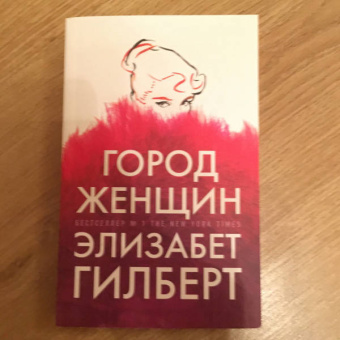 ГОРОД
ЖЕНЩИН
БЕСТСЕЛЛЕР № 1 THE NEW YORK TIMES
ЭЛИЗАБЕТ
ГИЛБЕРТ